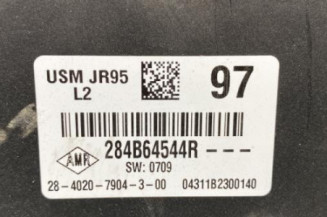 USM JR95
L2
97
284B64544R---
AMR
SW: 0709
28-4020-7904-3-00 04311B2300140